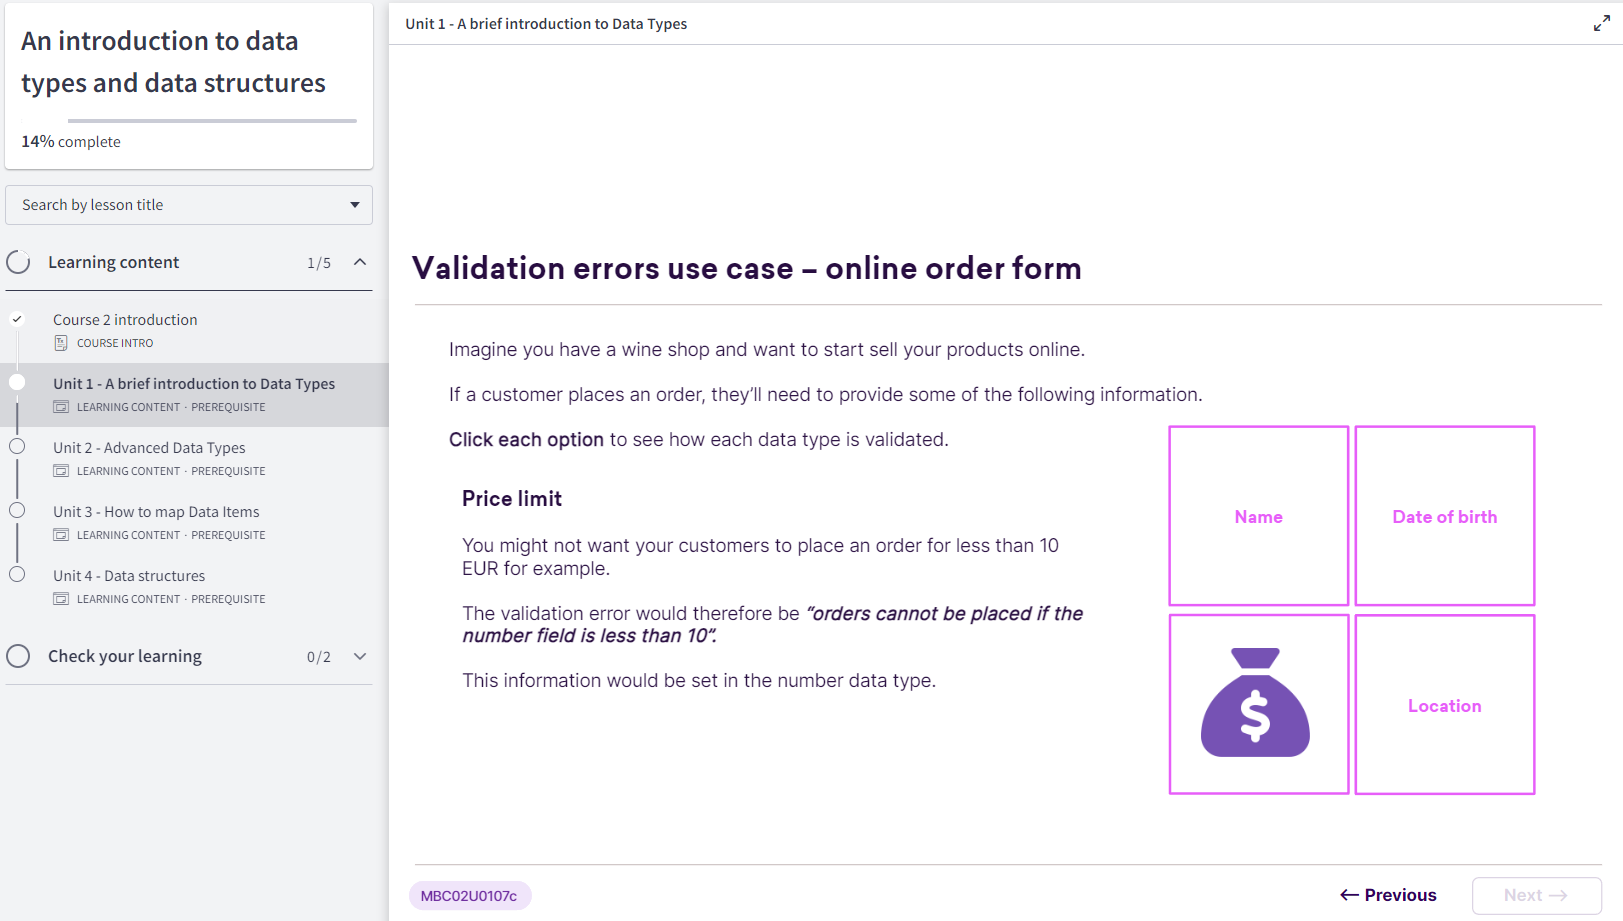 An introduction to data
types and data structures
14% complete
Search by lesson title
Learning content 1/5
Course 2 introduction
COURSE INTRO
Unit 1 - A brief introduction to Data Types
LEARNING CONTENT · PREREQUISITE
Unit 2 - Advanced Data Types
LEARNING CONTENT · PREREQUISITE
Unit 3 - How to map Data Items
LEARNING CONTENT · PREREQUISITE
Unit 4 - Data structures
LEARNING CONTENT · PREREQUISITE
Check your learning 0/2
Unit 1 - A brief introduction to Data Types
Validation errors use case – online order form
Imagine you have a wine shop and want to start sell your products online.
If a customer places an order, they’ll need to provide some of the following information.
Click each option to see how each data type is validated.
Price limit
You might not want your customers to place an order for less than 10
EUR for example.
The validation error would therefore be “orders cannot be placed if the
number field is less than 10”.
This information would be set in the number data type.
Name
Date of birth
$
Location
MBC02U0107c
← Previous
Next →